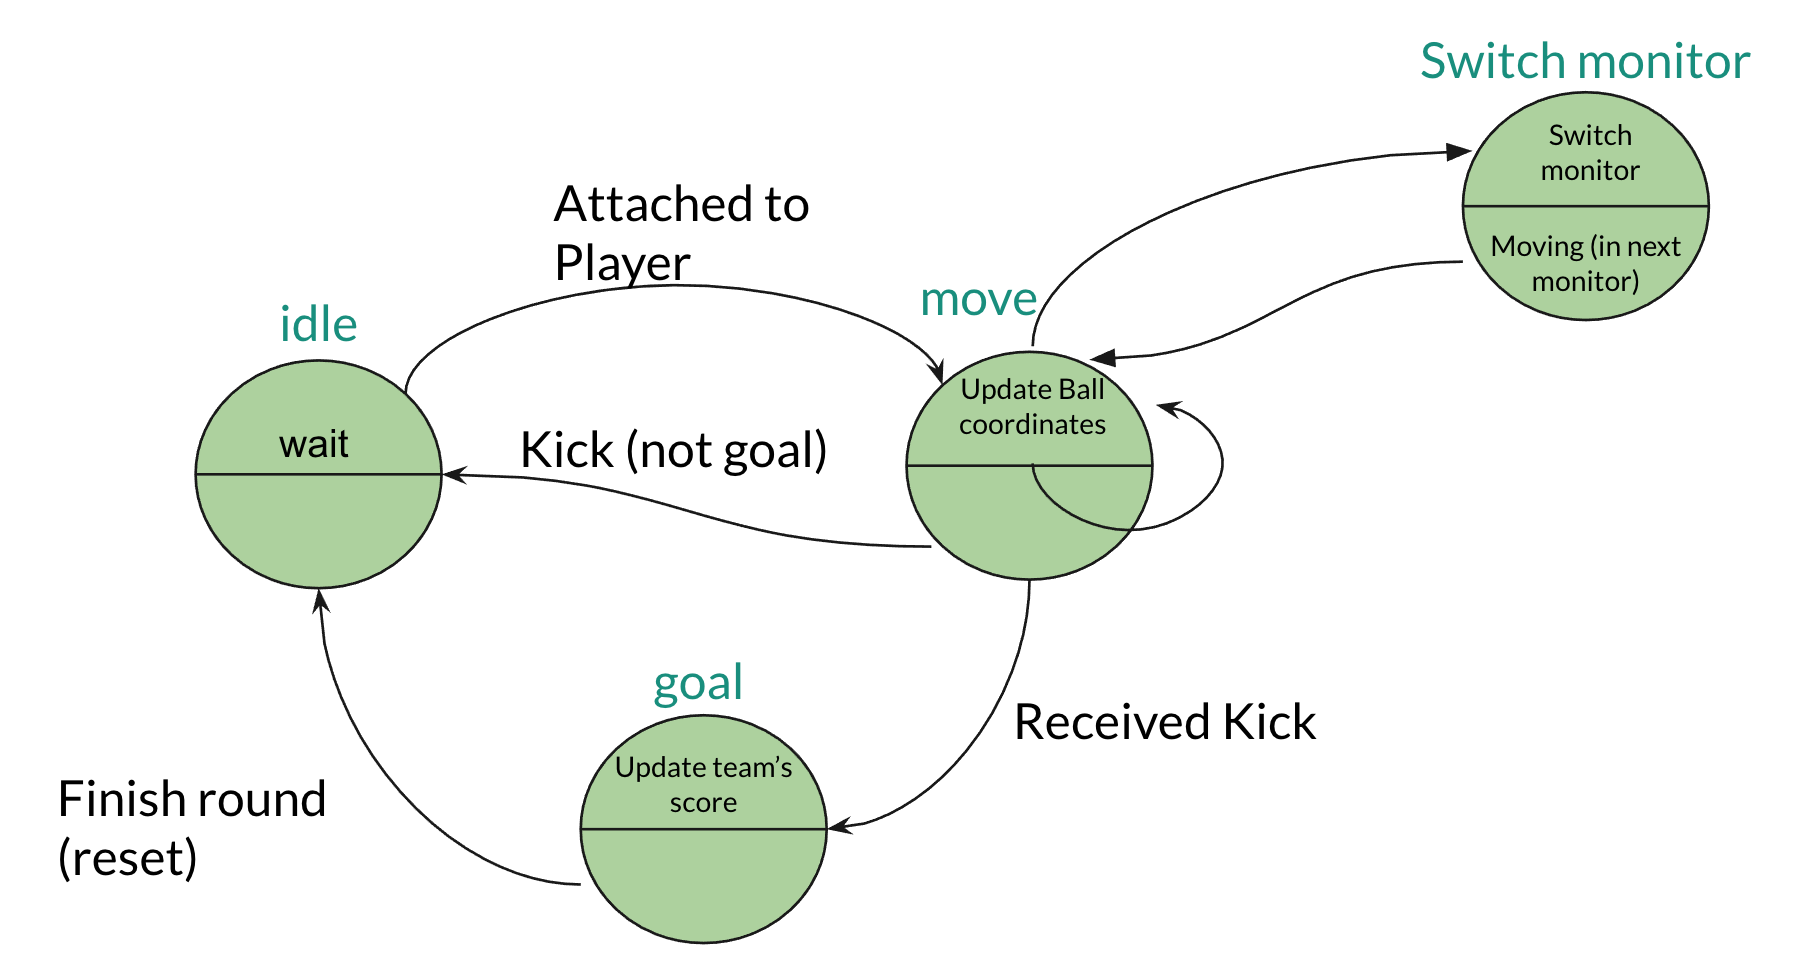 Switch monitor
Switch
monitor
Moving (in next
monitor)
Attached to
Player
move
idle
Update Ball
coordinates
wait
Kick (not goal)
goal
Received Kick
Update team’s
score
Finish round
(reset)